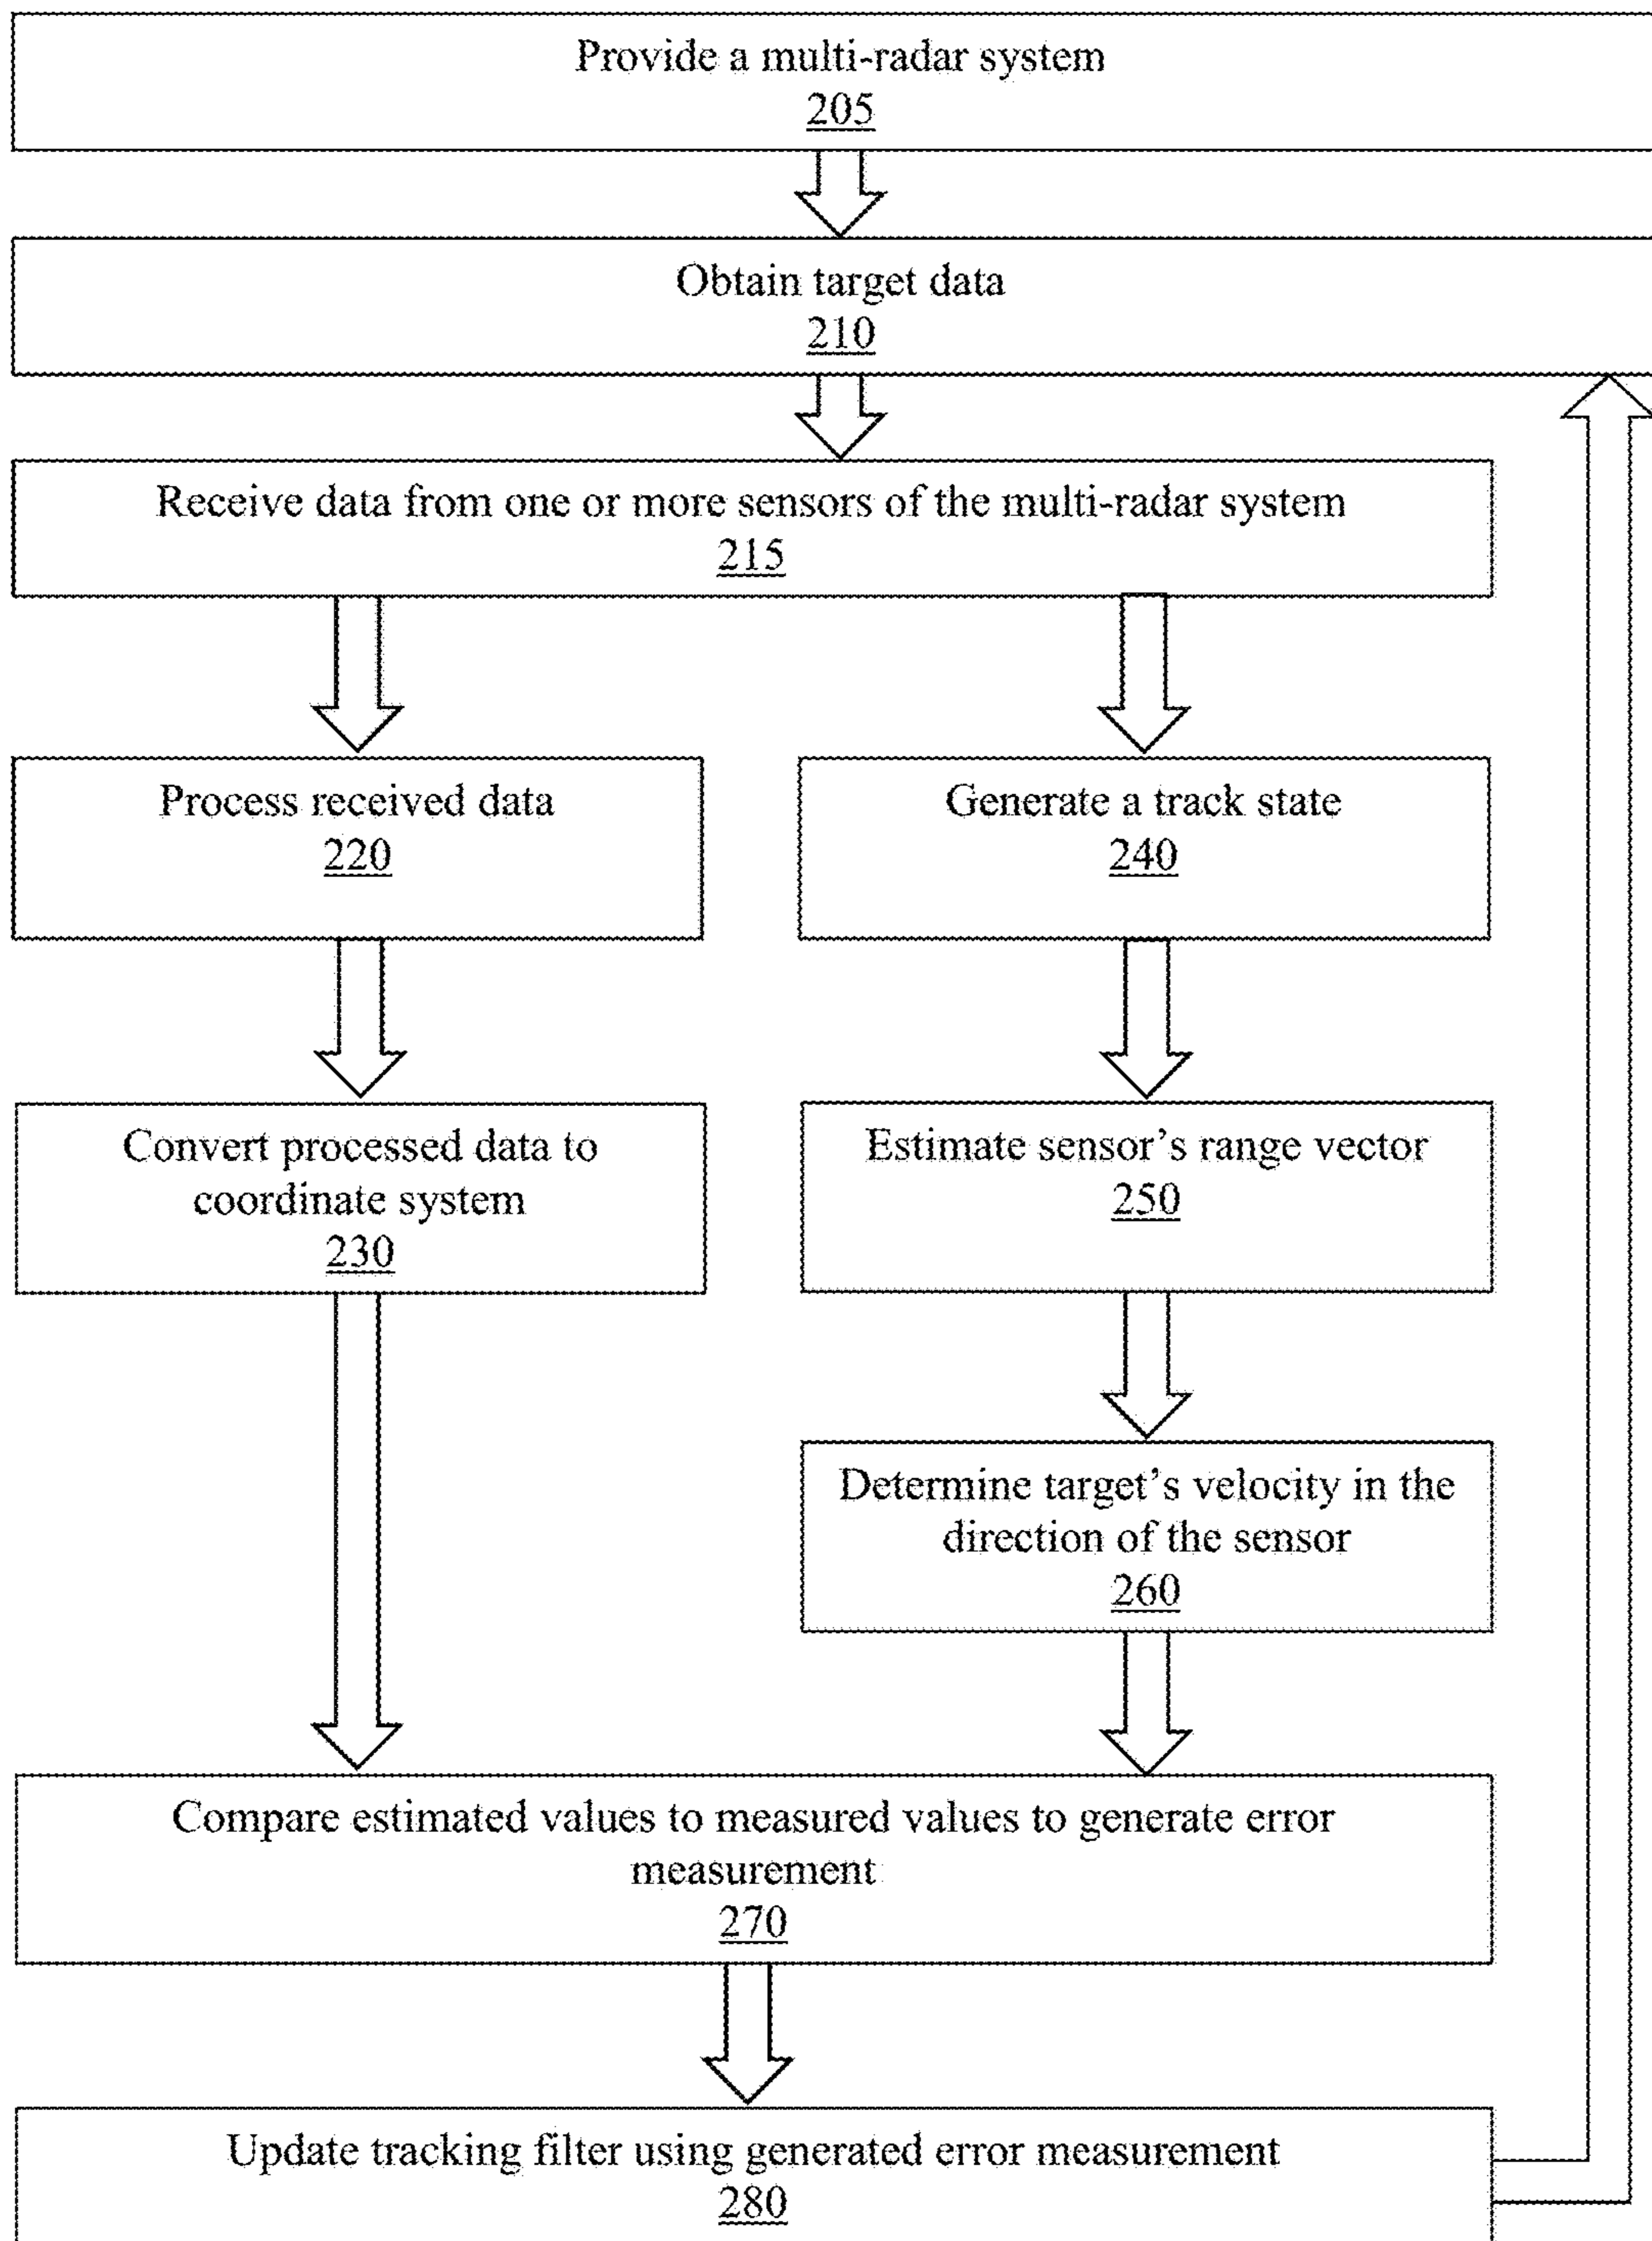 Provide a multi-radar system
205
Obtain target data
210
Receive data from one or more sensors of the multi-radar system
215
Process received data
220
Generate a track state
240
Convert processed data to
coordinate system
230
Estimate sensor’s range vector
250
Determine target’s velocity in the
direction of the sensor
260
Compare estimated values to measured values to generate error
measurement
270
Update tracking filter using generated error measurement
280